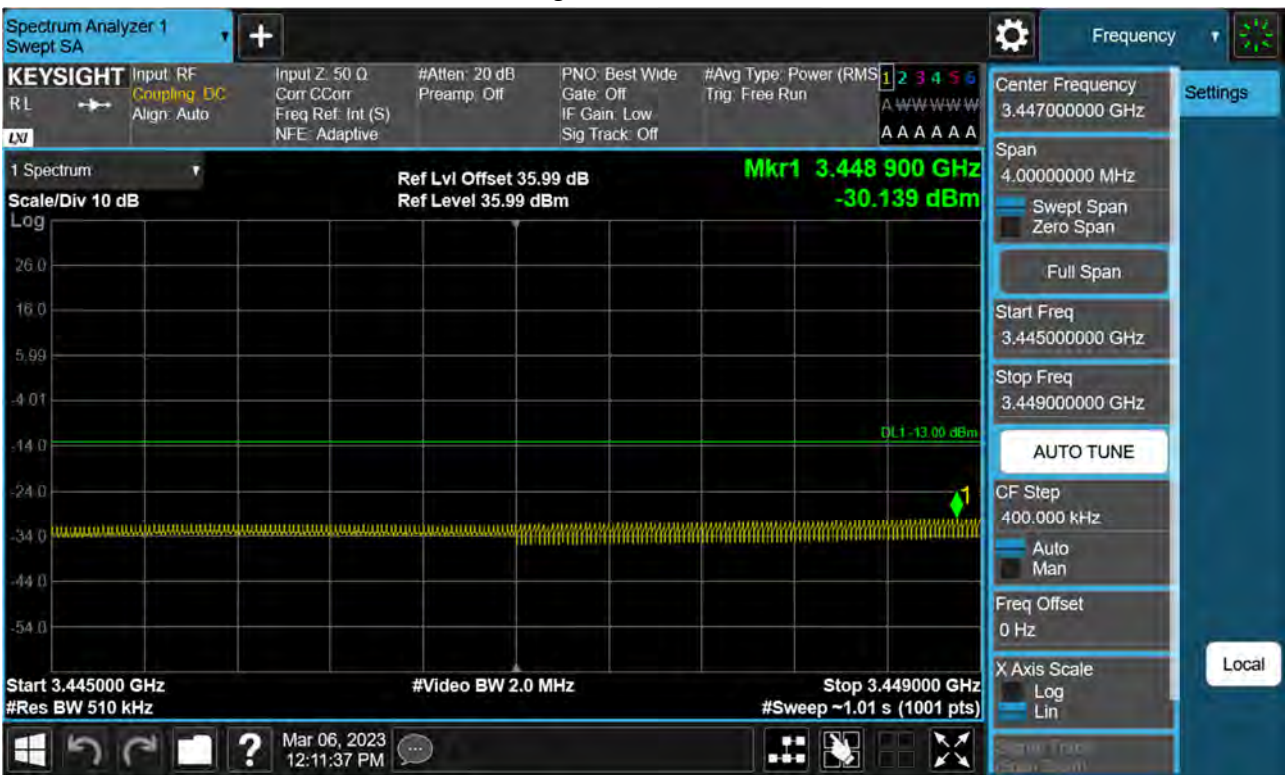 Spectrum Analyzer 1
Swept SA
Frequency
KEYSIGHT
RL
LXI
Input: RF
Coupling: DC
Align: Auto
Input Z: 50 Ω
Corr CCorr
Freq Ref: Int (S)
NFE: Adaptive
#Atten: 20 dB
Preamp: Off
PNO: Best Wide
Gate: Off
IF Gain: Low
Sig Track: Off
#Avg Type: Power (RMS
Trig: Free Run
1 2 3 4 5 6
A W W W W W
A A A A A A
1 Spectrum
Scale/Div 10 dB
Log
Ref Lvl Offset 35.99 dB
Ref Level 35.99 dBm
Mkr1 3.448 900 GHz
-30.139 dBm
26.0
16.0
5.99
-4.01
DL1 -13.00 dBm
-14.0
-24.0
1
-34.0
-44.0
-54.0
Start 3.445000 GHz
#Res BW 510 kHz
#Video BW 2.0 MHz
Stop 3.449000 GHz
#Sweep ~1.01 s (1001 pts)
Center Frequency
3.447000000 GHz
Settings
Span
4.00000000 MHz
Swept Span
Zero Span
Full Span
Start Freq
3.445000000 GHz
Stop Freq
3.449000000 GHz
AUTO TUNE
CF Step
400.000 kHz
Auto
Man
Freq Offset
0 Hz
X Axis Scale
Log
Lin
Local
?
Mar 06, 2023
12:11:37 PM